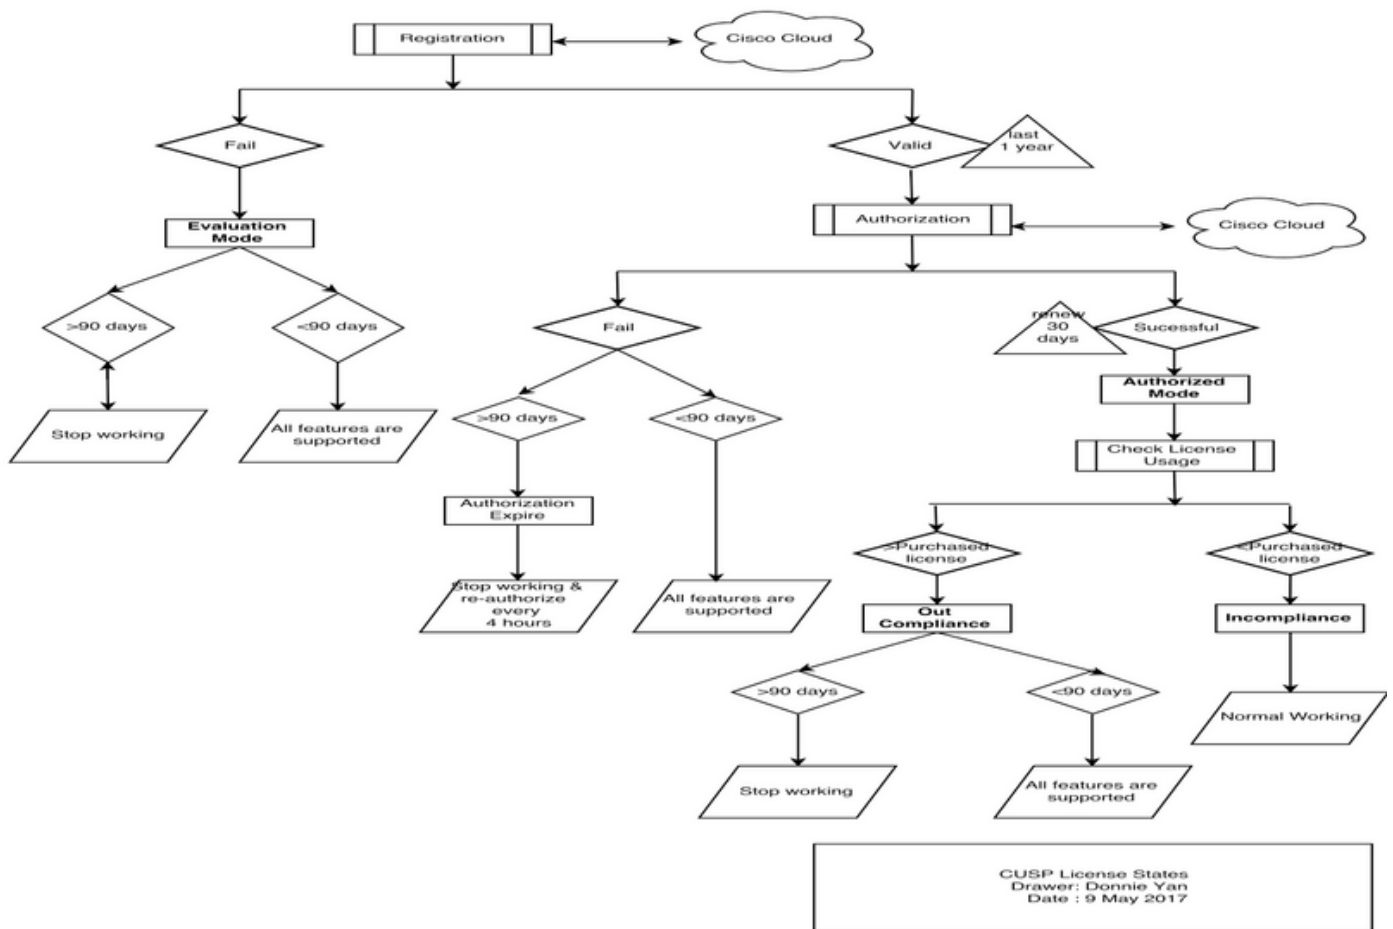 Registration
Cisco Cloud
Fail
Valid
last
1 year
Evaluation
Mode
Authorization
Cisco Cloud
>90 days
<90 days
Fail
renew
30
days
Sucessful
Stop working
All features are
supported
>90 days
<90 days
Authorized
Mode
Check License
Usage
Authorization
Expire
>Purchased
license
<Purchased
license
Stop working &
re-authorize
every
4 hours
All features are
supported
Out
Compliance
Incompliance
>90 days
<90 days
Normal Working
Stop working
All features are
supported
CUSP License States
Drawer: Donnie Yan
Date : 9 May 2017